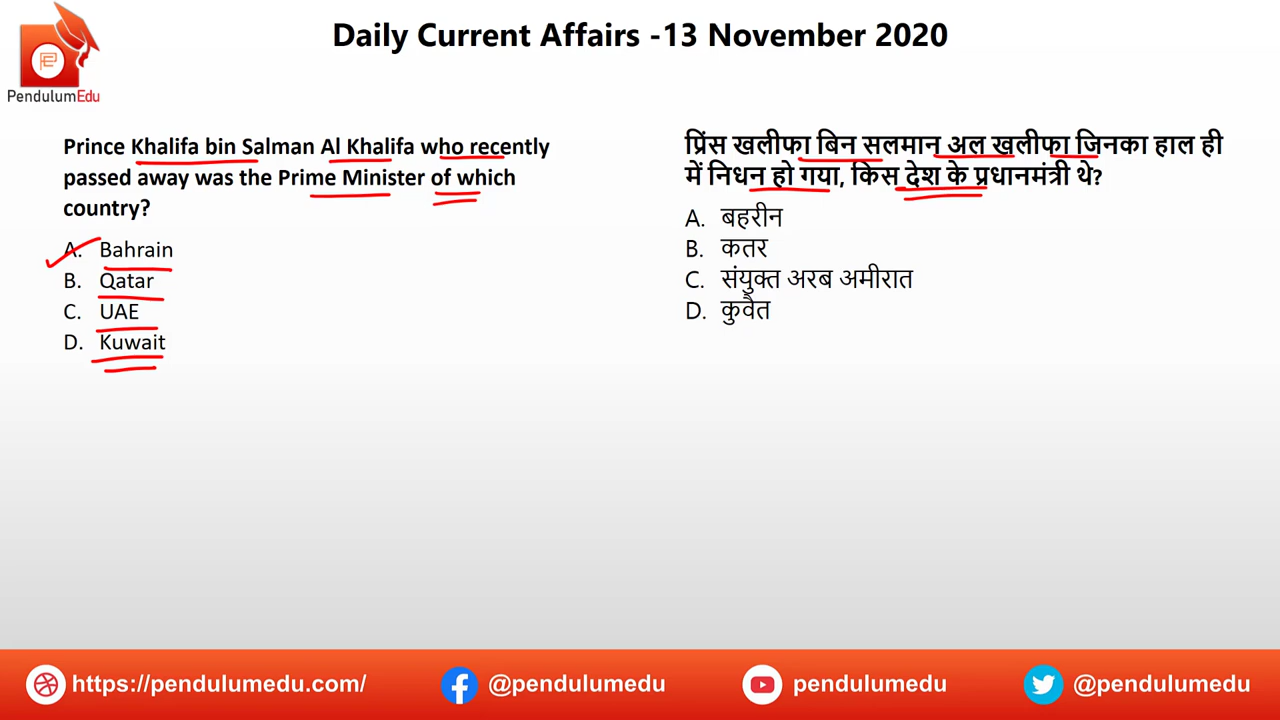 Daily Current Affairs -13 November 2020
PendulumEdu
Prince Khalifa bin Salman Al Khalifa who recently
passed away was the Prime Minister of which
country?
A. Bahrain
B. Qatar
C. UAE
D. Kuwait
प्रिंस खलीफा बिन सलमान अल खलीफा जिनका हाल ही
में निधन हो गया, किस देश के प्रधानमंत्री थे?
A. बहरीन
B. कतर
C. संयुक्त अरब अमीरात
D. कुवैत
https://pendulumedu.com/
@pendulumedu
pendulumedu
@pendulumedu